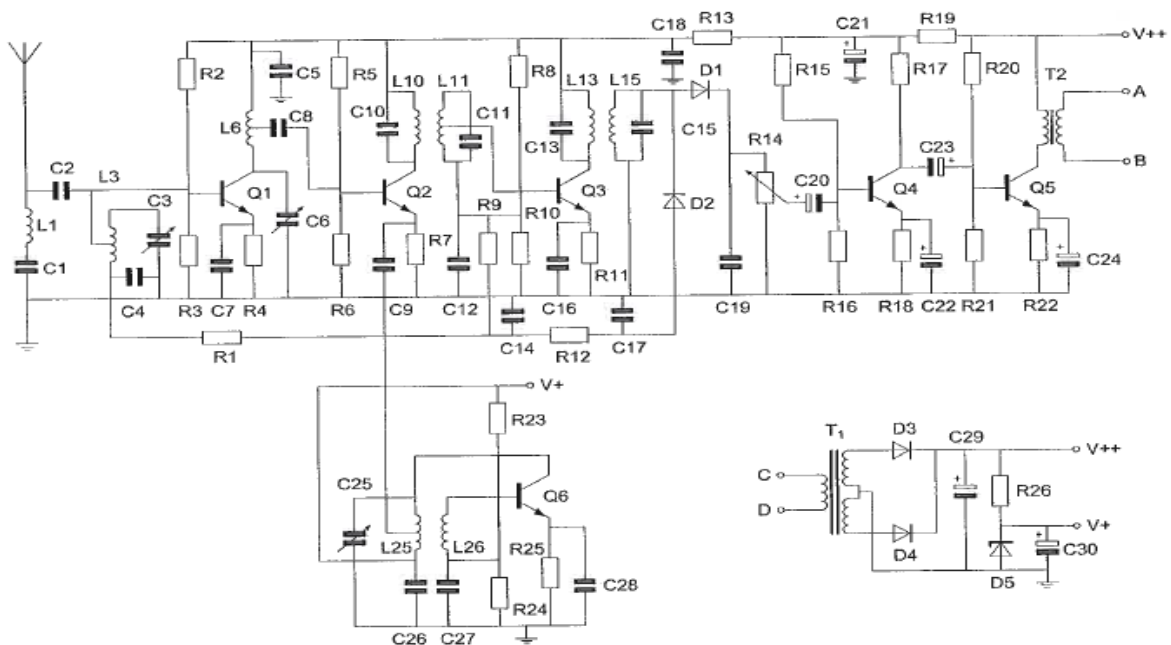 C18 R13 C21 R19
V++
R2 C5 R5 L10 L11 R8 L13 L15 D1 R15 R17 R20 T2
A
C8 C10 C11 C15
L6 C13 R14 C23
C2 L3 B
C20
Q1 Q2 Q3 D2 Q4 Q5
C3 R9 R10
L1 C6 R7 R11 C24
C1
C4 R3 C7 R4 R6 C9 C12 C16 C19 R16 R18 C22 R21 R22
C14 C17
R1 R12
V+
R23
T1 D3 C29
V++
C25 Q6 C
R26
L25 L26 R25 D V+
D4 C30
C28 D5
R24
C26 C27